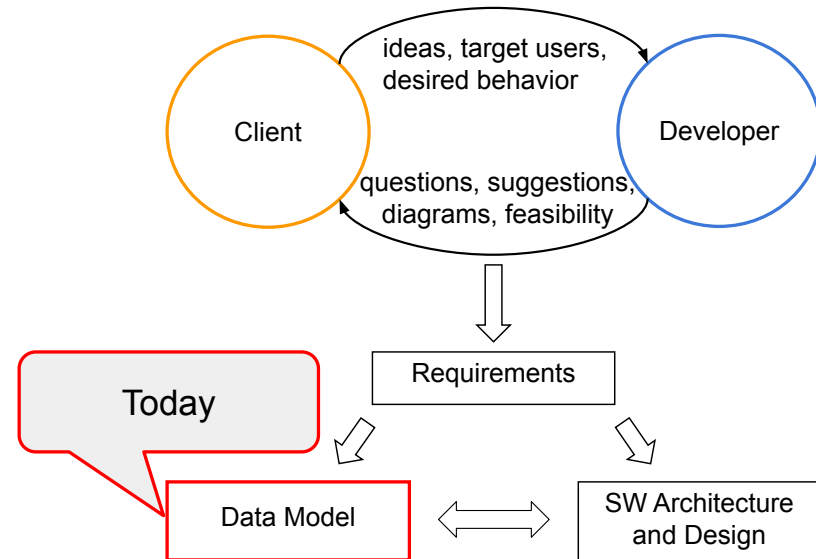 ideas, target users,
desired behavior
Client
Developer
questions, suggestions,
diagrams, feasibility
Requirements
Today
Data Model
SW Architecture
and Design